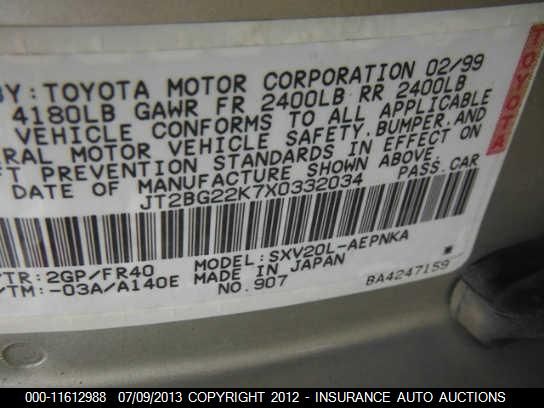 BY: TOYOTA MOTOR CORPORATION 02/99
4180LB GAWR FR 2400LB RR 2400LB
VEHICLE CONFORMS TO ALL APPLICABLE
ERAL MOTOR VEHICLE SAFETY, BUMPER, AND
FT PREVENTION STANDARDS IN EFFECT ON
DATE OF MANUFACTURE SHOWN ABOVE.
JT2BG22K7X0332034 PASS.CAR
MODEL: SXV20L-AEPNKA
/TR: 2GP/FR40 MADE IN JAPAN
/TM: -03A/A140E NO. 907 BA4247159
TOYOTA
000-11612988 07/09/2013 COPYRIGHT 2012 - INSURANCE AUTO AUCTIONS